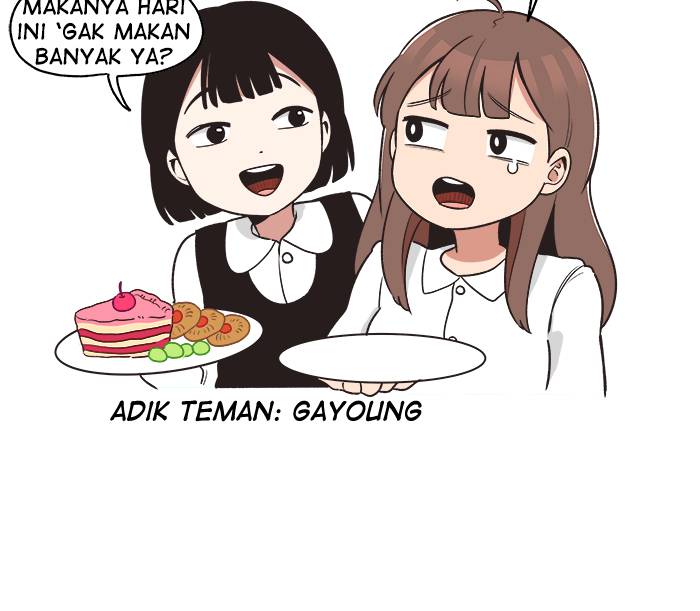 MAKANYA HARI
INI 'GAK MAKAN
BANYAK YA?
ADIK TEMAN: GAYOUNG